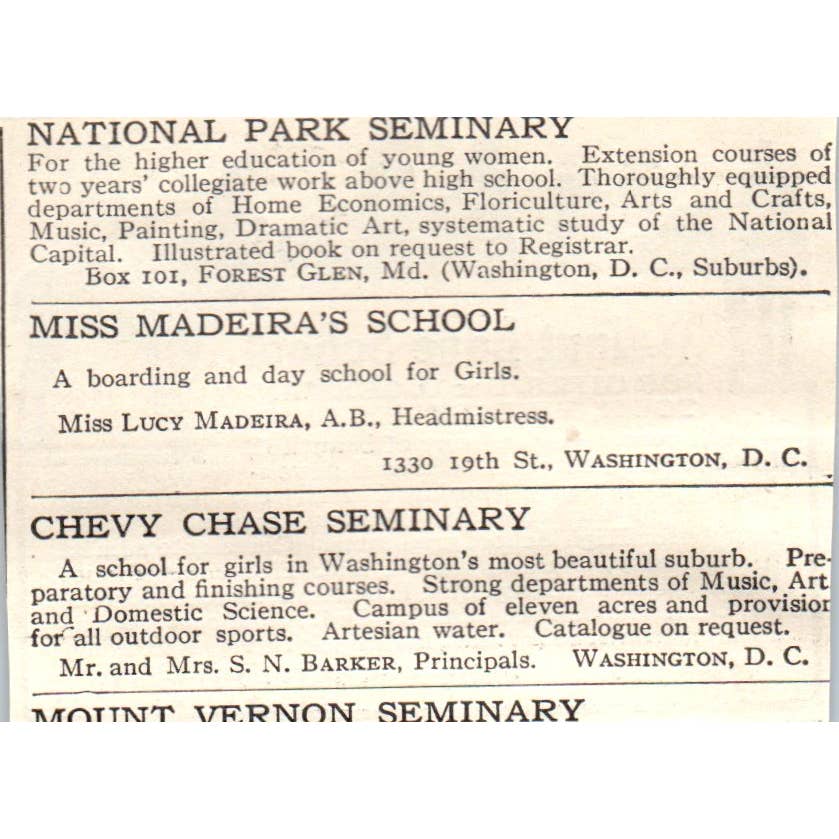 NATIONAL PARK SEMINARY
For the higher education of young women. Extension courses of
two years' collegiate work above high school. Thoroughly equipped
departments of Home Economics, Floriculture, Arts and Crafts,
Music, Painting, Dramatic Art, systematic study of the National
Capital. Illustrated book on request to Registrar.
Box 101, FOREST GLEN, Md. (Washington, D. C., Suburbs).
MISS MADEIRA'S SCHOOL
A boarding and day school for Girls.
Miss LUCY MADEIRA, A.B., Headmistress.
1330 19th St., WASHINGTON, D. C.
CHEVY CHASE SEMINARY
A school for girls in Washington's most beautiful suburb. Pre-
paratory and finishing courses. Strong departments of Music, Art
and Domestic Science. Campus of eleven acres and provision
for all outdoor sports. Artesian water. Catalogue on request.
Mr. and Mrs. S. N. BARKER, Principals. WASHINGTON, D. C.
MOUNT VERNON SEMINARY